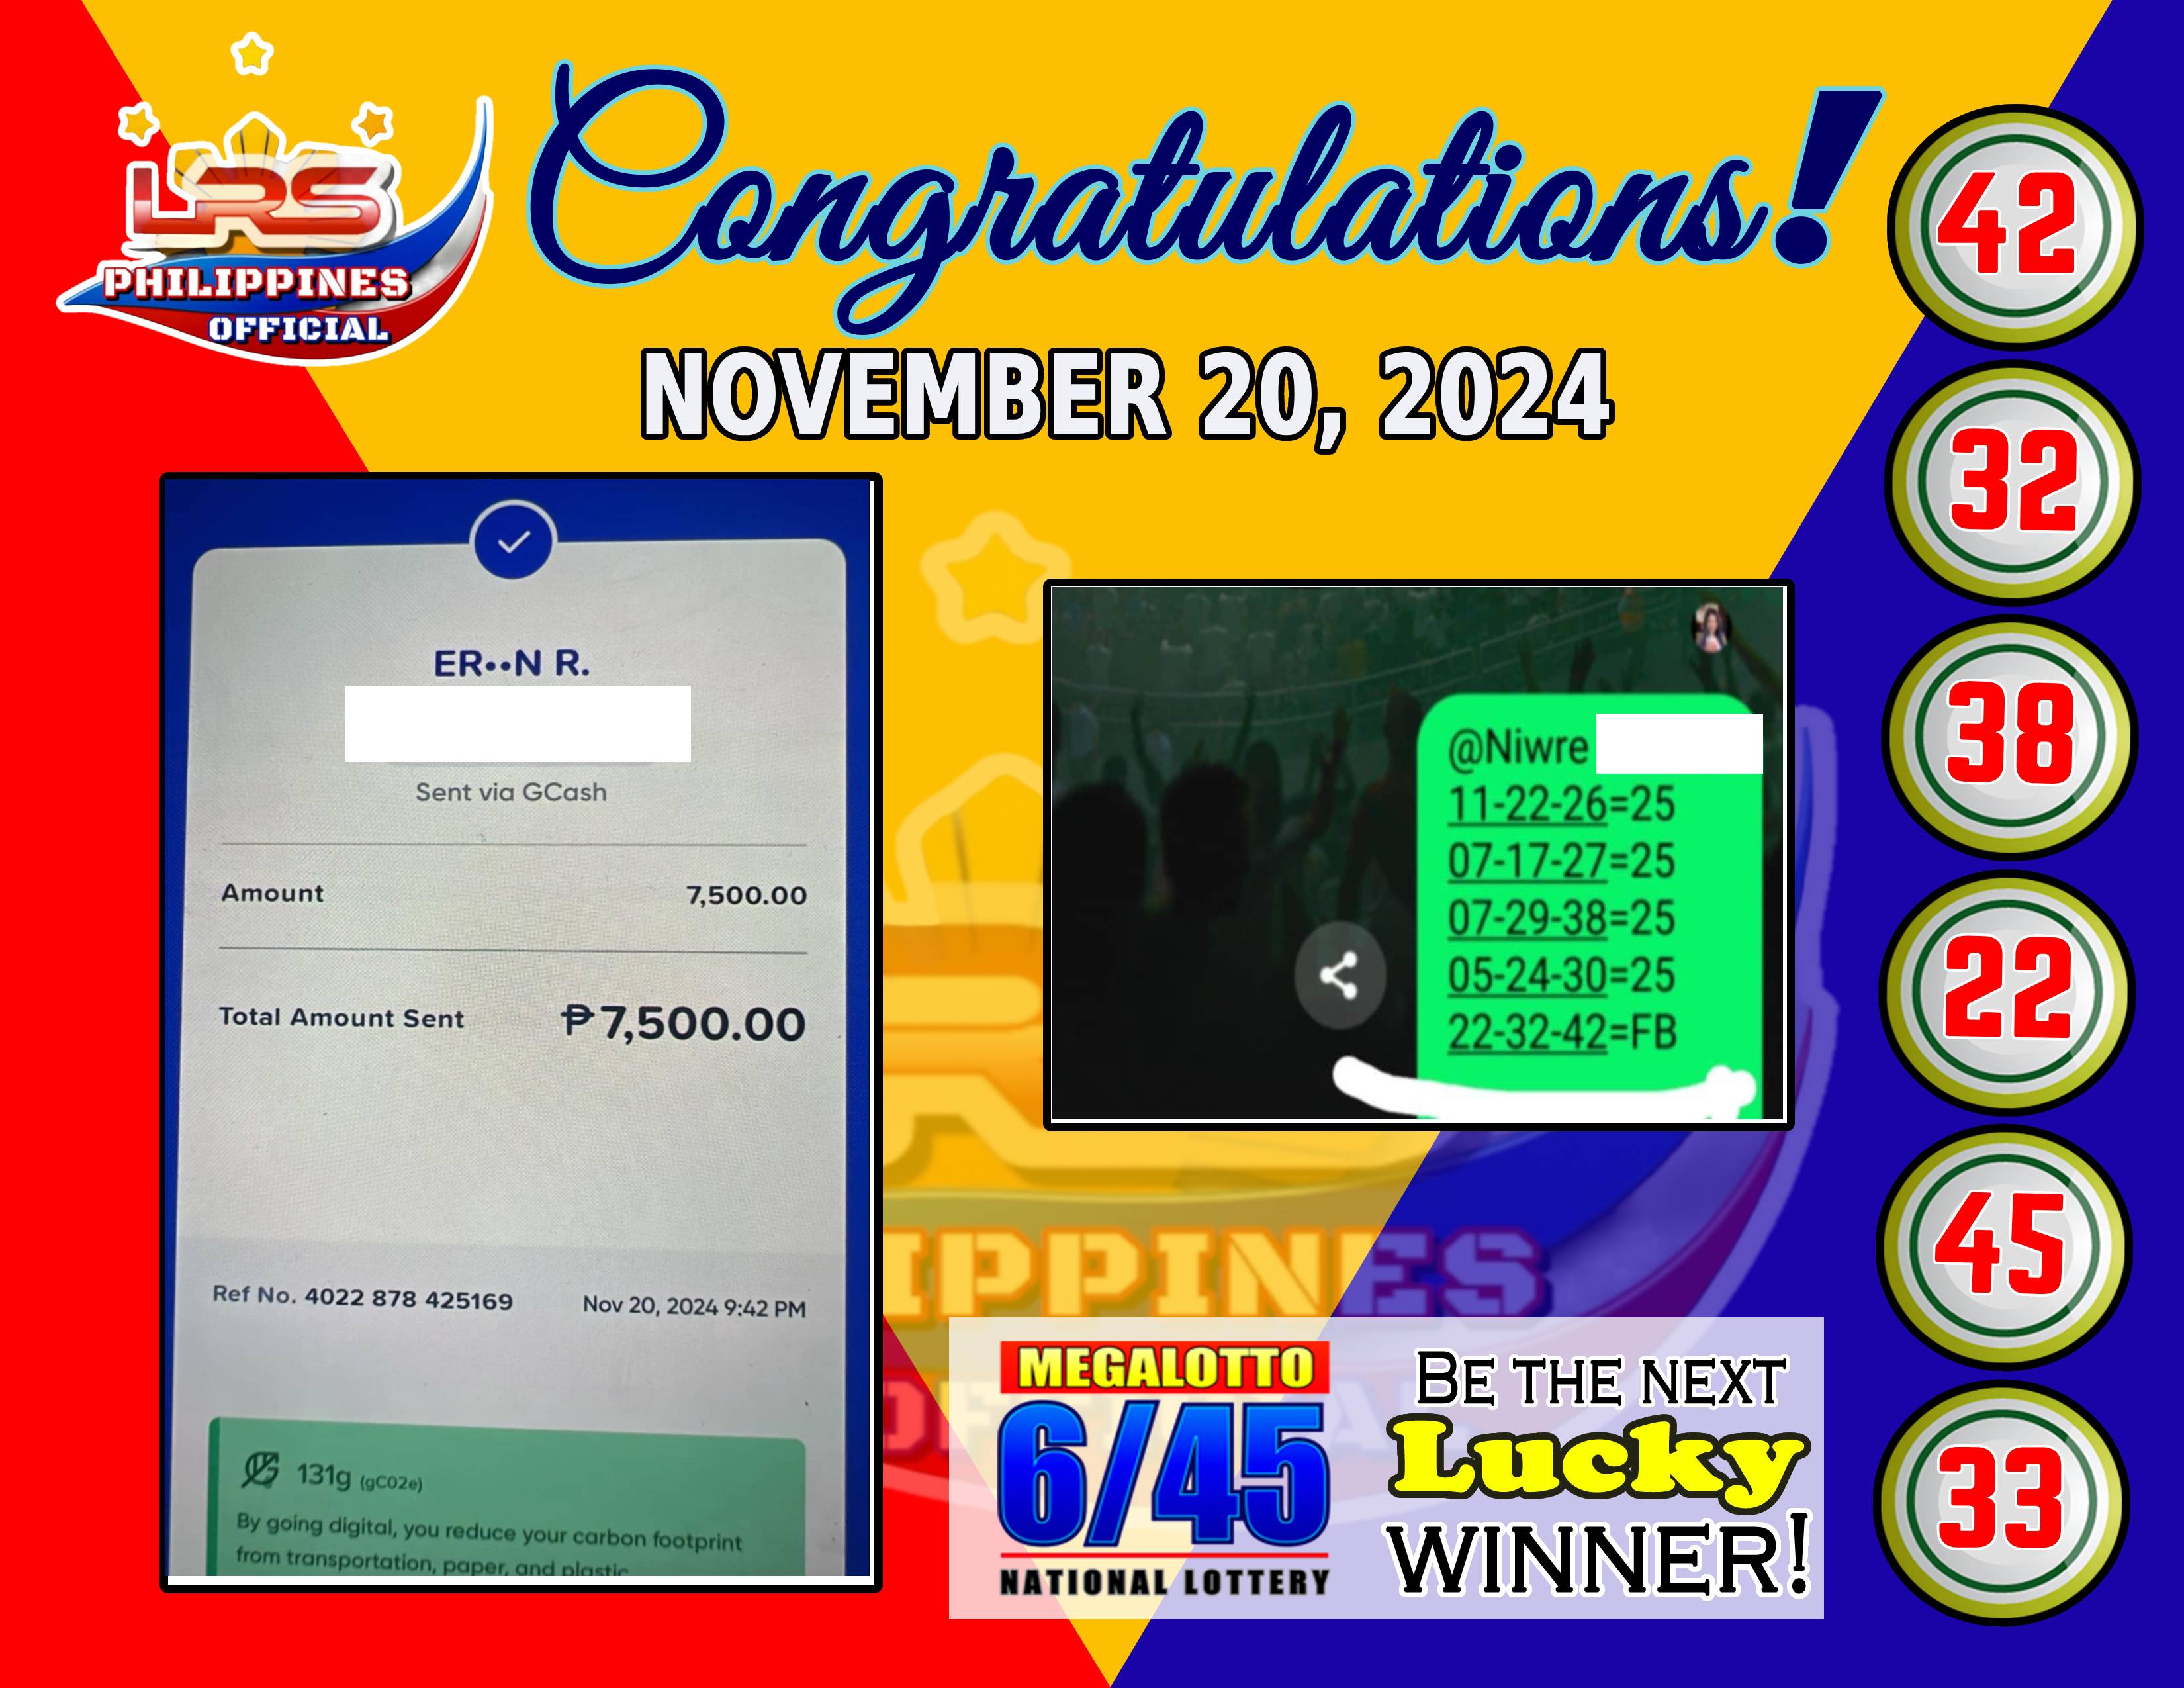 LRS
PHILIPPINES
OFFICIAL
Congratulations!
NOVEMBER 20, 2024
ER••N R.
Sent via GCash
Amount 7,500.00
Total Amount Sent ₱7,500.00
Ref No. 4022 878 425169 Nov 20, 2024 9:42 PM
131g (gCO2e)
By going digital, you reduce your carbon footprint
from transportation, paper, and plastic
@Niwre
11-22-26=25
07-17-27=25
07-29-38=25
05-24-30=25
22-32-42=FB
IPPINES
MEGALOTTO
6/45
NATIONAL LOTTERY
BE THE NEXT
Lucky
WINNER!
42
32
38
22
45
33